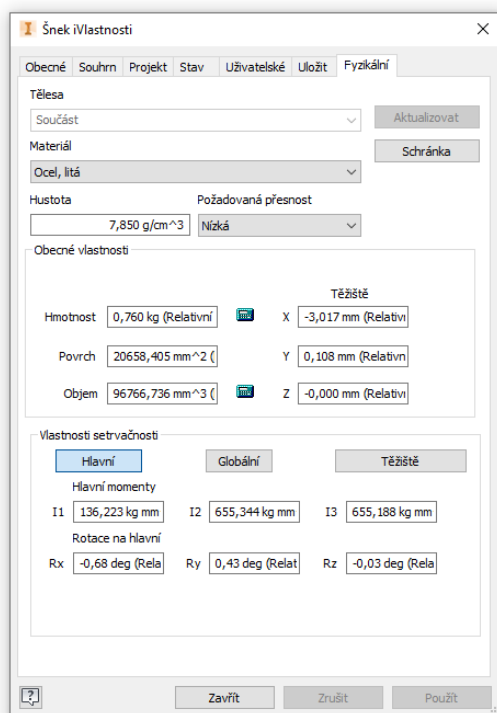 Šnek iVlastnosti
Obecné Souhrn Projekt Stav Uživatelské Uložit Fyzikální
Tělesa
Součást Aktualizovat
Materiál Schránka
Ocel, litá
Hustota Požadovaná přesnost
7,850 g/cm^3 Nízká
Obecné vlastnosti
Těžiště
Hmotnost 0,760 kg (Relativní X -3,017 mm (Relativ
Povrch 20658,405 mm^2 ( Y 0,108 mm (Relativn
Objem 96766,736 mm^3 ( Z -0,000 mm (Relativ
Vlastnosti setrvačnosti
Hlavní Globální Těžiště
Hlavní momenty
I1 136,223 kg mm I2 655,344 kg mm I3 655,188 kg mm
Rotace na hlavní
Rx -0,68 deg (Rela Ry 0,43 deg (Relat Rz -0,03 deg (Rela
? Zavřít Zrušit Použít